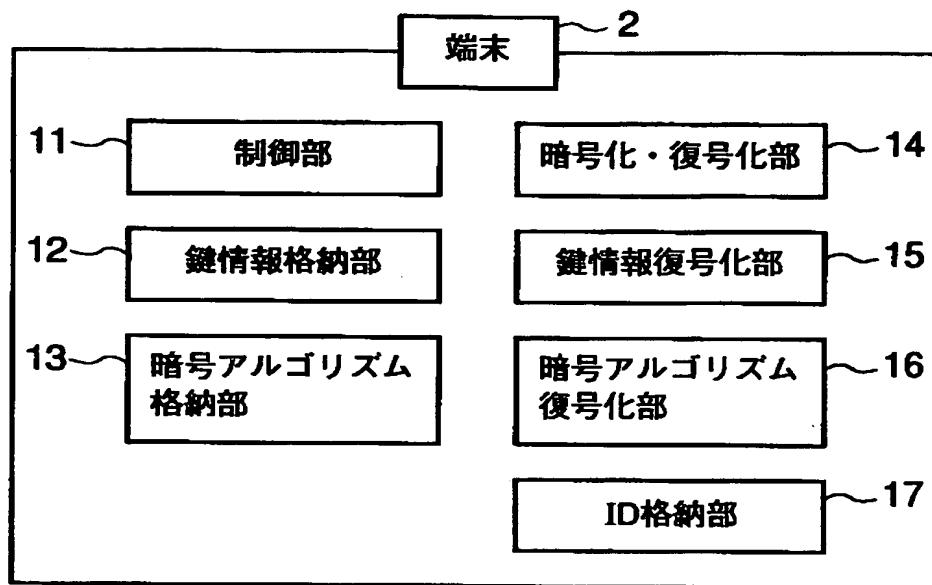 端末
2
11
制御部
暗号化・復号化部
14
12
鍵情報格納部
鍵情報復号化部
15
13
暗号アルゴリズム
格納部
暗号アルゴリズム
復号化部
16
ID格納部
17